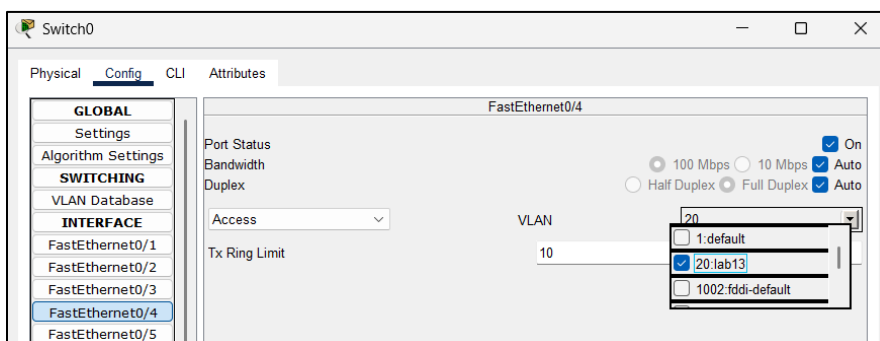 Switch0
Physical Config CLI Attributes
GLOBAL
Settings
Algorithm Settings
SWITCHING
VLAN Database
INTERFACE
FastEthernet0/1
FastEthernet0/2
FastEthernet0/3
FastEthernet0/4
FastEthernet0/5
FastEthernet0/4
Port Status On
Bandwidth 100 Mbps 10 Mbps Auto
Duplex Half Duplex Full Duplex Auto
Access VLAN 20
1:default
20:lab13
1002:fddi-default
Tx Ring Limit 10